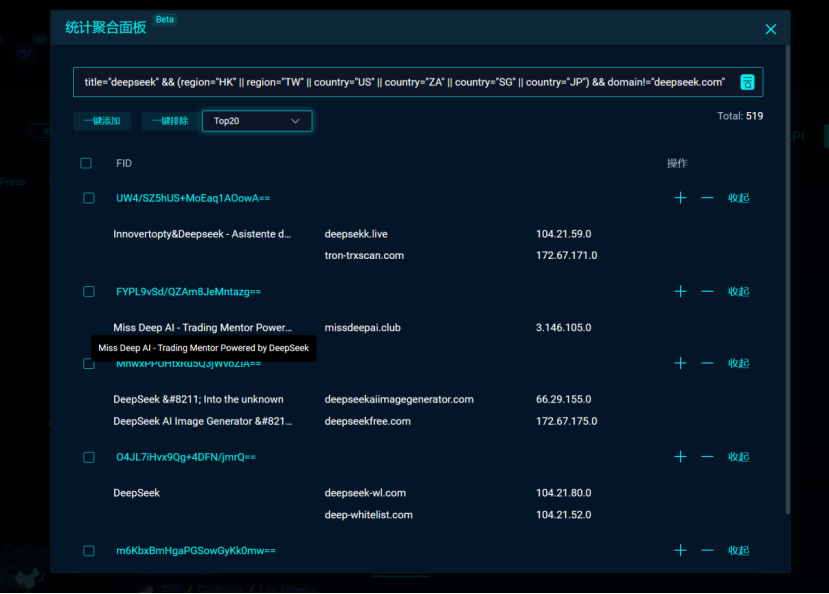 统计聚合面板 Beta
title="deepseek" && (region="HK" || region="TW" || country="US" || country="ZA" || country="SG" || country="JP") && domain!="deepseek.com"
一键添加 一键排除 Top20 Total: 519
FID 操作
UW4/SZ5hUS+MoEaq1AOowA== 收起
Innovertopty&Deepseek - Asistente d... deepsekk.live 104.21.59.0
tron-trxscan.com 172.67.171.0
FYPL9vSd/QZAm8JeMntazg== 收起
Miss Deep AI - Trading Mentor Power... missdeepai.club 3.146.105.0
Miss Deep AI - Trading Mentor Powered by DeepSeek
收起
DeepSeek &#8211; Into the unknown deepseekaiimagegenerator.com 66.29.155.0
DeepSeek AI Image Generator &#821... deepseekfree.com 172.67.175.0
O4JL7iHvx9Qg+4DFN/jmrQ== 收起
DeepSeek deepseek-wl.com 104.21.80.0
deep-whitelist.com 104.21.52.0
m6KbxBmHgaPGSowGyKk0mw== 收起
Press
California / Los Angeles